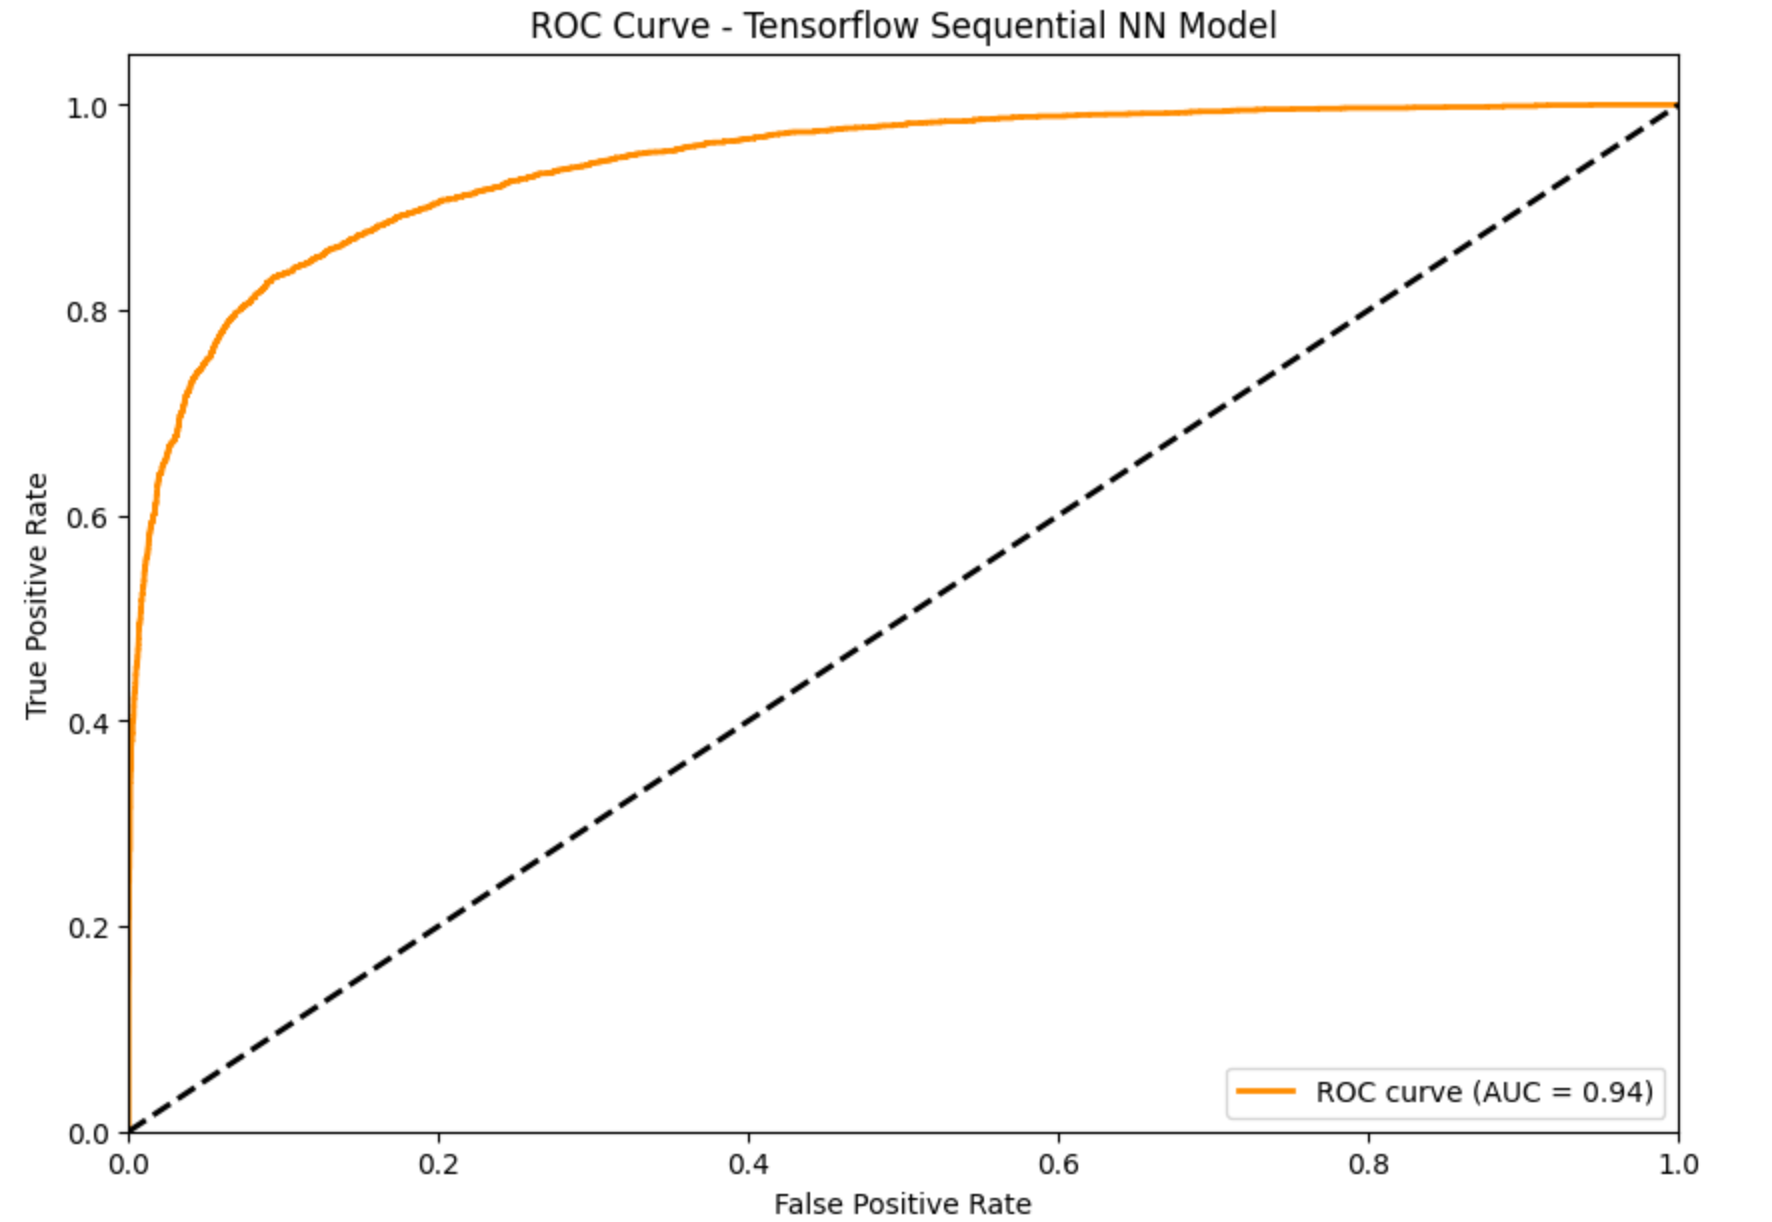 ROC Curve - Tensorflow Sequential NN Model
1.0
0.8
0.6
0.4
0.2
0.0
True Positive Rate
0.0 0.2 0.4 0.6 0.8 1.0
False Positive Rate
ROC curve (AUC = 0.94)